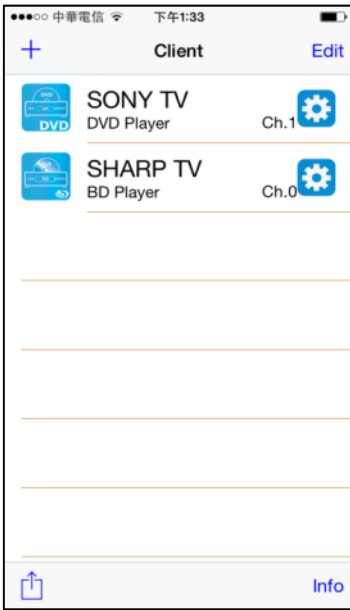 中華電信 下午1:33
+ Client Edit
DVD
SONY TV
DVD Player Ch.1
SHARP TV
BD Player Ch.0
Info